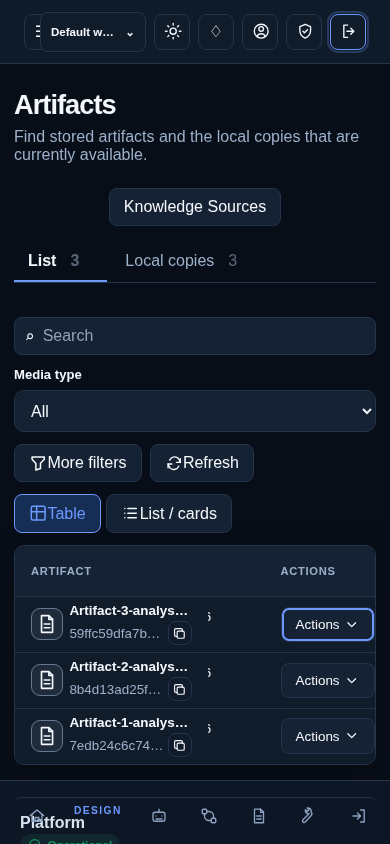 Default w... 
Artifacts
Find stored artifacts and the local copies that are
currently available.
Knowledge Sources
List 3 Local copies 3
Search
Media type
All
More filters Refresh
Table List / cards
ARTIFACT ACTIONS
Artifact-3-analys...
59ffc59dfa7b... Actions
Artifact-2-analys...
8b4d13ad25f... Actions
Artifact-1-analys...
7edb24c6c74... Actions
DESIGN
Platform
Operational